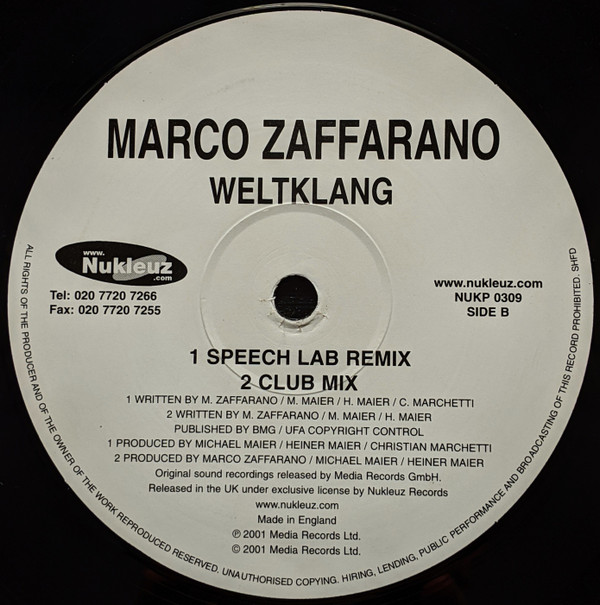 MARCO ZAFFARANO
WELTKLANG
www.
Nukleuz
.com
Tel: 020 7720 7266
Fax: 020 7720 7255
www.nukleuz.com
NUKP 0309
SIDE B
1 SPEECH LAB REMIX
2 CLUB MIX
1 WRITTEN BY M. ZAFFARANO / M. MAIER / H. MAIER / C. MARCHETTI
2 WRITTEN BY M. ZAFFARANO / M. MAIER / H. MAIER
PUBLISHED BY BMG / UFA COPYRIGHT CONTROL
1 PRODUCED BY MICHAEL MAIER / HEINER MAIER / CHRISTIAN MARCHETTI
2 PRODUCED BY MARCO ZAFFARANO / MICHAEL MAIER / HEINER MAIER
Original sound recordings released by Media Records GmbH.
Released in the UK under exclusive license by Nukleuz Records
www.nukleuz.com
Made in England
℗ 2001 Media Records Ltd.
© 2001 Media Records Ltd.
ALL RIGHTS OF THE PRODUCER AND OF THE OWNER OF THE WORK REPRODUCED RESERVED. UNAUTHORISED COPYING. HIRING, LENDING, PUBLIC PERFORMANCE AND BROADCASTING OF THIS RECORD PROHIBITED. SHFD